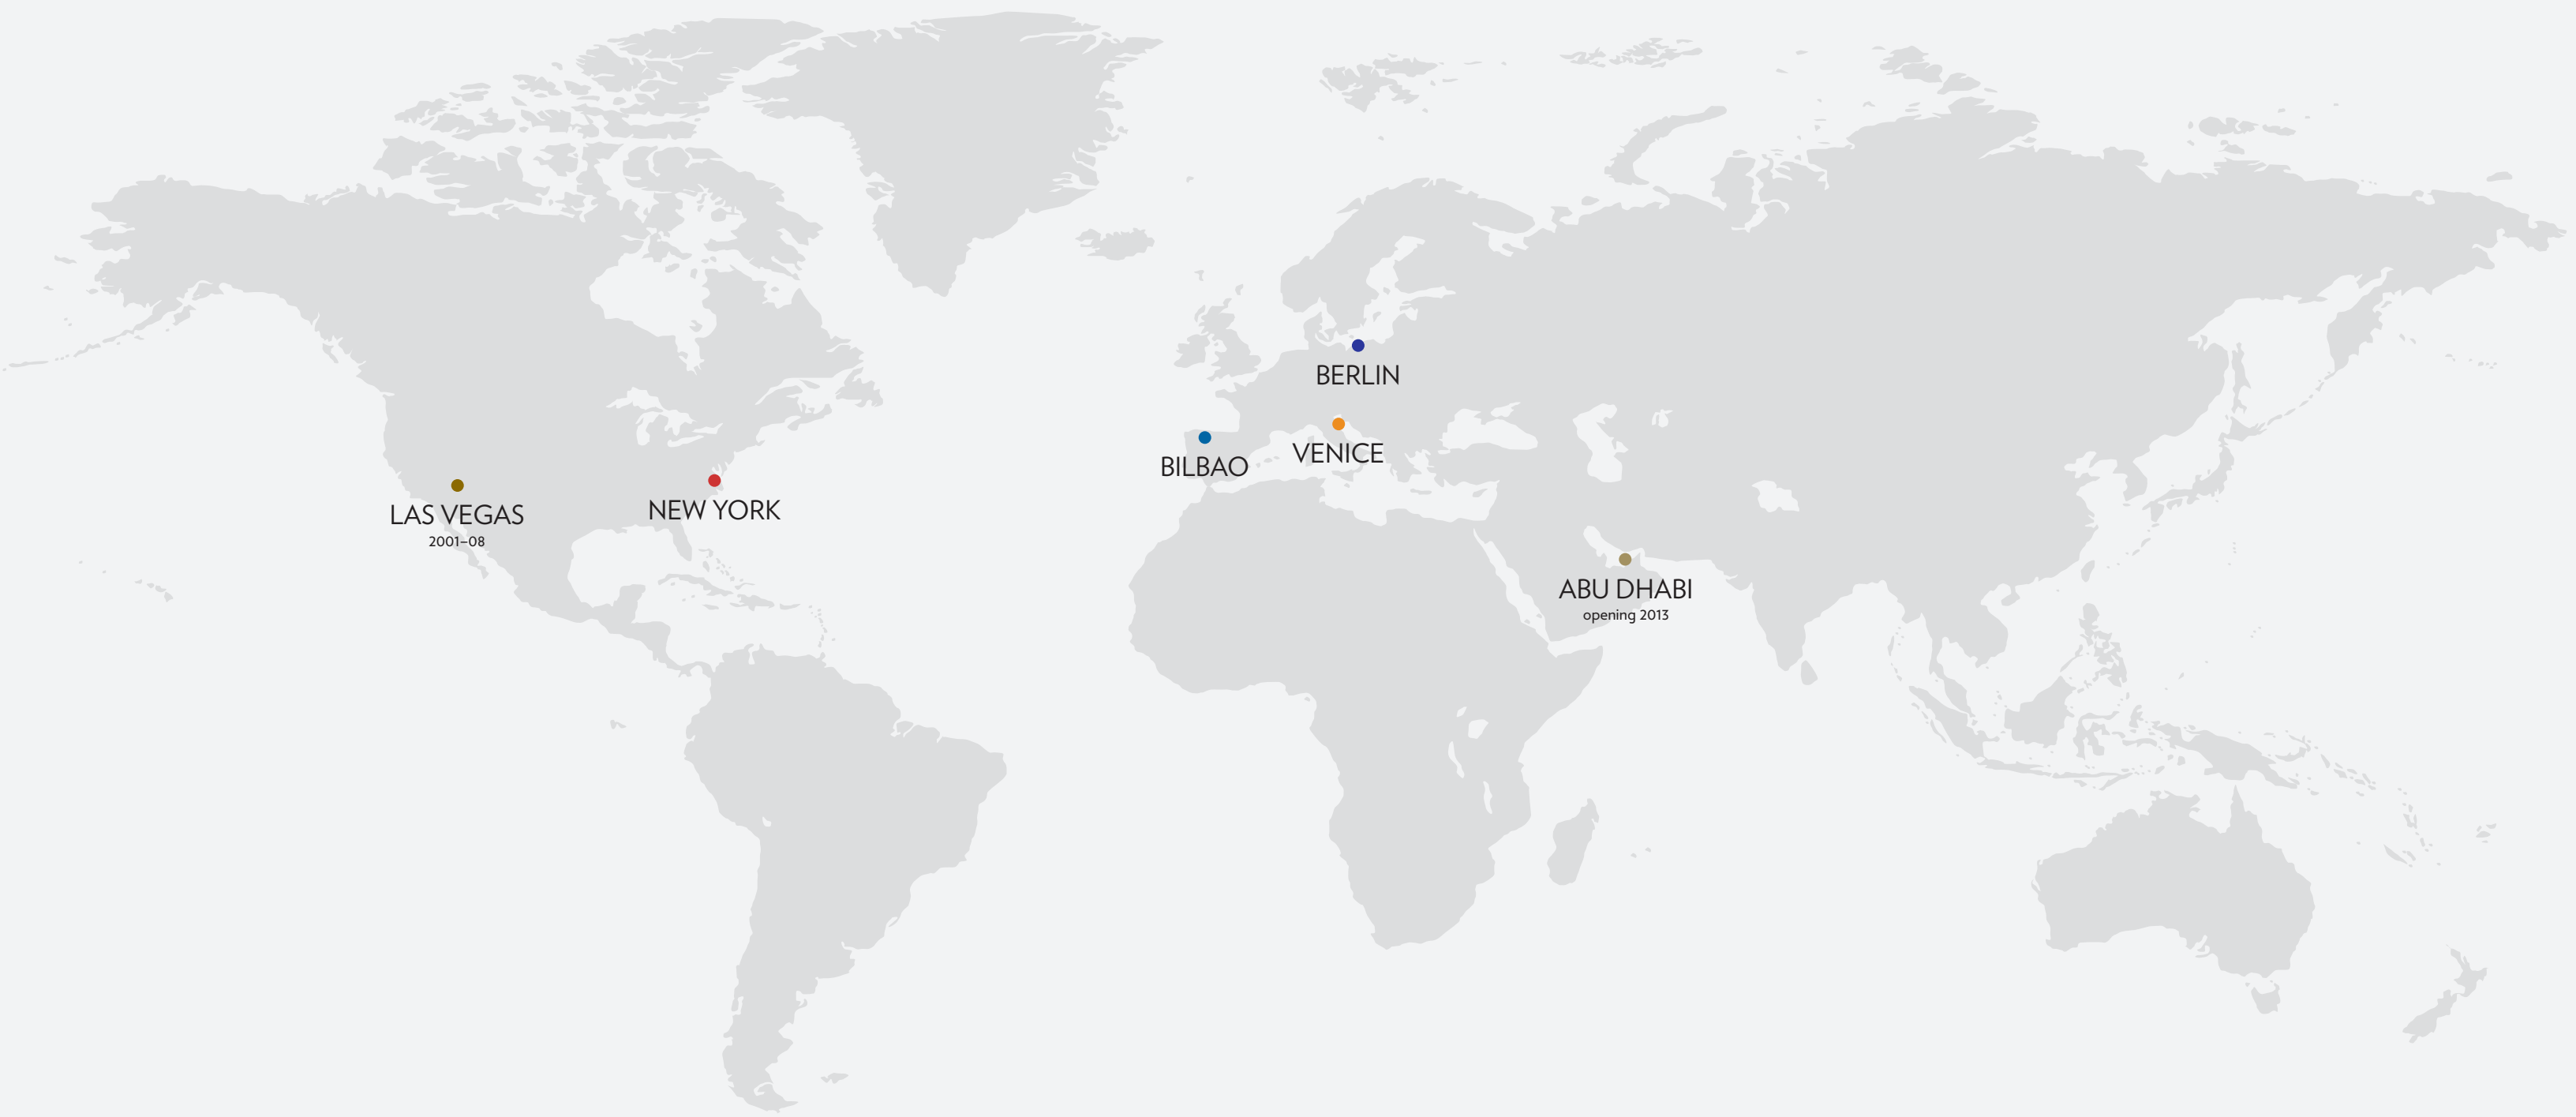 BERLIN
VENICE
BILBAO
LAS VEGAS
2001–08
NEW YORK
ABU DHABI
opening 2013